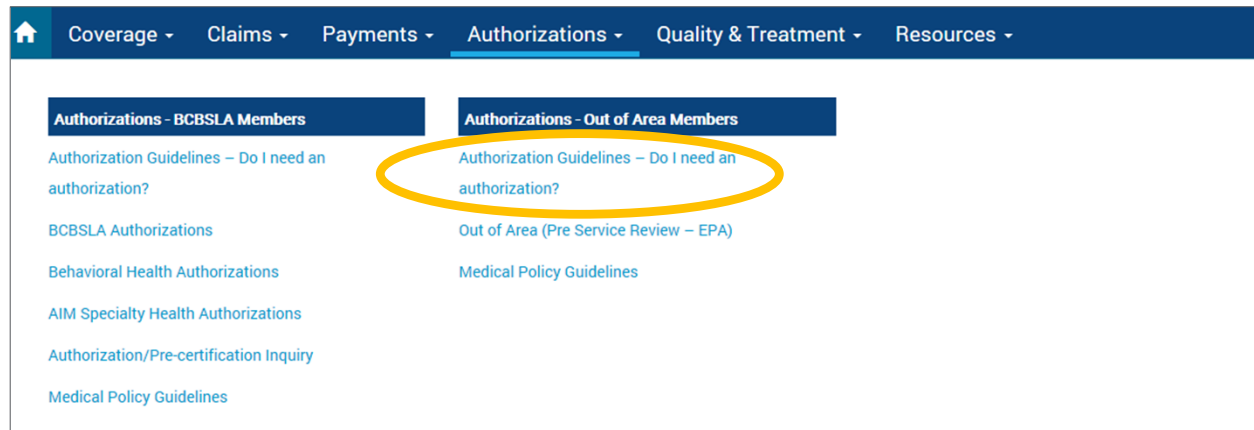 Coverage Claims Payments Authorizations Quality & Treatment Resources
Authorizations - BCBSLA Members
Authorization Guidelines – Do I need an
authorization?
BCBSLA Authorizations
Behavioral Health Authorizations
AIM Specialty Health Authorizations
Authorization/Pre-certification Inquiry
Medical Policy Guidelines
Authorizations - Out of Area Members
Authorization Guidelines – Do I need an
authorization?
Out of Area (Pre Service Review – EPA)
Medical Policy Guidelines